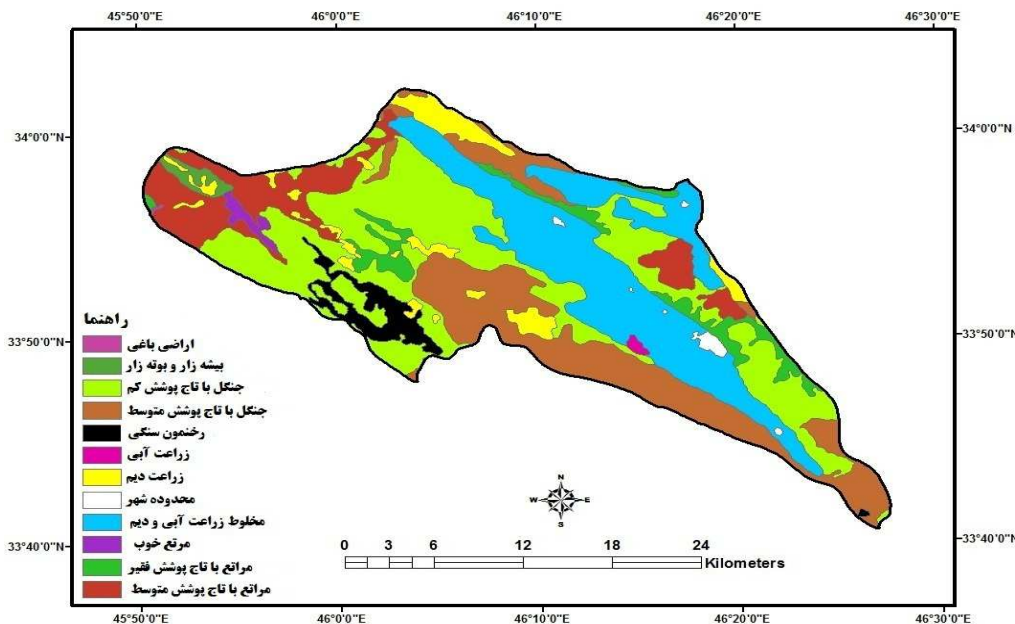 45°50'0"E 46°0'0"E 46°10'0"E 46°20'0"E 46°30'0"E
34°0'0"N 34°0'0"N
33°50'0"N 33°50'0"N
33°40'0"N 33°40'0"N
راهنما
اراضی باغی
بیشه زار و بوته زار
جنگل با تاج پوشش کم
جنگل با تاج پوشش متوسط
رخنمون سنگی
زراعت آبی
زراعت دیم
محدوده شهر
مخلوط زراعت آبی و دیم
مرتع خوب
مراتع با تاج پوشش فقیر
مراتع با تاج پوشش متوسط
N
W E
S
0 3 6 12 18 24
Kilometers
45°50'0"E 46°0'0"E 46°10'0"E 46°20'0"E 46°30'0"E